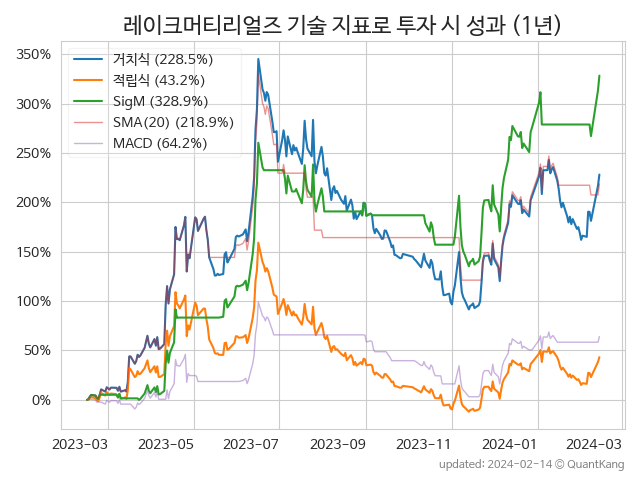 레이크머티리얼즈 기술 지표로 투자 시 성과 (1년)
거치식 (228.5%)
적립식 (43.2%)
SigM (328.9%)
SMA(20) (218.9%)
MACD (64.2%)
350%
300%
250%
200%
150%
100%
50%
0%
2023-03 2023-05 2023-07 2023-09 2023-11 2024-01 2024-03
updated: 2024-02-14 © QuantKang